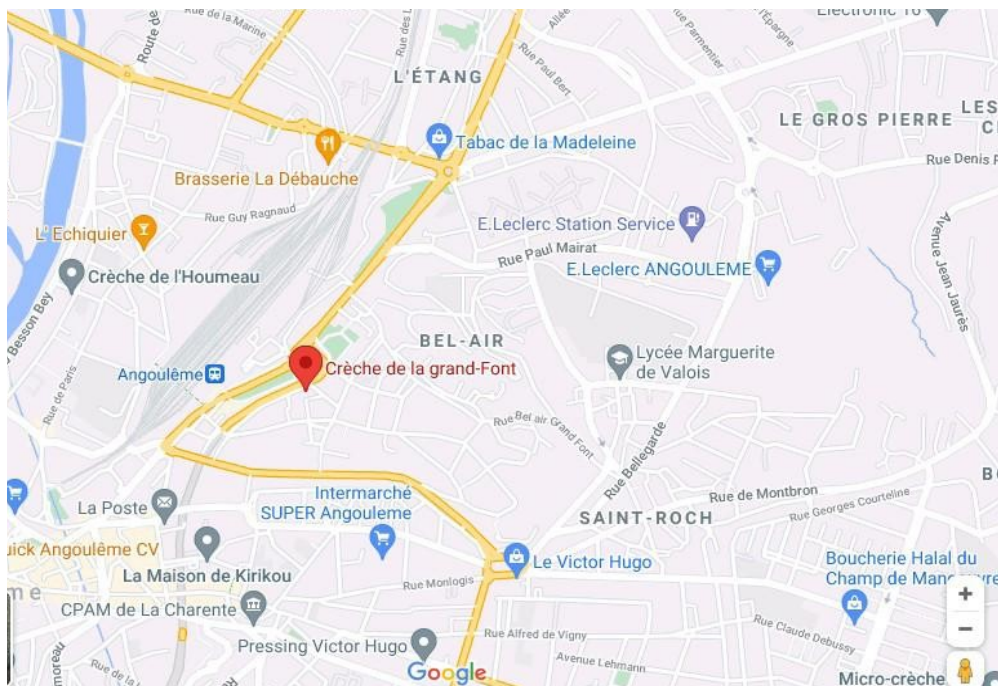 Electronic 16
Rue de la Marine
Route de
Rue des
L'ÉTANG
Rue Paul Bert
Rue Parmentier
l'Épargne
LE GROS PIERRE
LES
Tabac de la Madeleine
Brasserie La Débauche
Rue Guy Ragnaud
Rue Denis P
L' Echiquier
E.Leclerc Station Service
Rue Paul Mairat
Avenue Jean Jaurès
Crèche de l'Houmeau
E.Leclerc ANGOULEME
Besson Bey
BEL-AIR
Lycée Marguerite
de Valois
Angoulême
Crèche de la grand-Font
Rue de Paris
Rue Bel air Grand Font
Rue Bellegarde
Intermarché
SUPER Angouleme
Rue de Montbron
Rue Georges Courteline
La Poste
SAINT-ROCH
uick Angoulême CV
Le Victor Hugo
Boucherie Halal du
La Maison de Kirikou
Rue Monlogis
CPAM de La Charente
Rue Claude Debussy
Rue Alfred de Vigny
Pressing Victor Hugo
Avenue Lehmann
Rue de la
Google
Micro-crèche